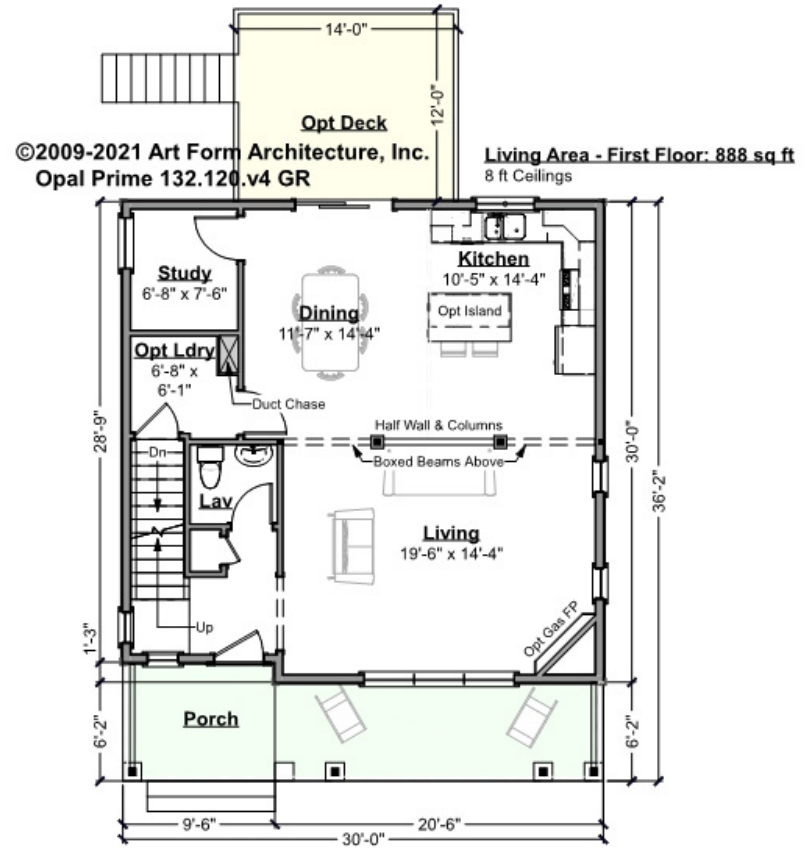 14'-0"
12'-0"
Opt Deck
©2009-2021 Art Form Architecture, Inc.
Opal Prime 132.120.v4 GR
Living Area - First Floor: 888 sq ft
8 ft Ceilings
Study
6'-8" x 7'-6"
Kitchen
10'-5" x 14'-4"
Opt Island
Dining
11'-7" x 14'-4"
Opt Ldry
6'-8" x
6'-1"
Duct Chase
Half Wall & Columns
Boxed Beams Above
28'-9"
30'-0"
36'-2"
Dn
Lav
Living
19'-6" x 14'-4"
Up
Opt Gas FP
1'-3"
Porch
6'-2"
6'-2"
9'-6"
20'-6"
30'-0"